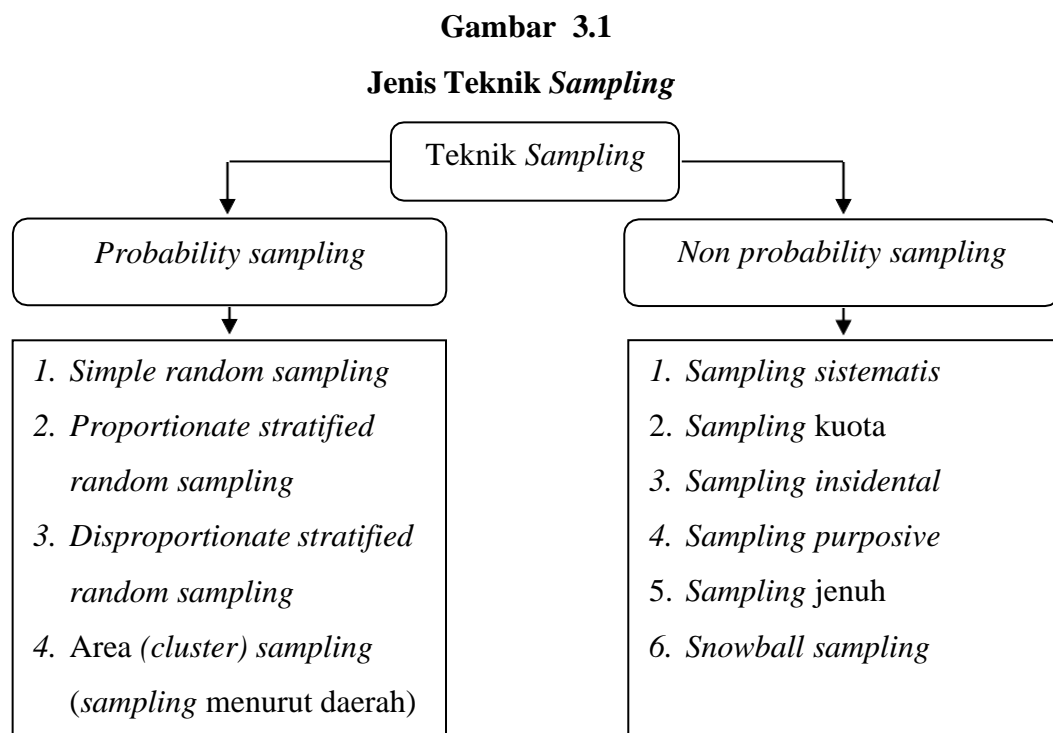 Gambar 3.1
Jenis Teknik Sampling
Teknik Sampling
Probability sampling
Non probability sampling
1. Simple random sampling
2. Proportionate stratified
random sampling
3. Disproportionate stratified
random sampling
4. Area (cluster) sampling
(sampling menurut daerah)
1. Sampling sistematis
2. Sampling kuota
3. Sampling insidental
4. Sampling purposive
5. Sampling jenuh
6. Snowball sampling